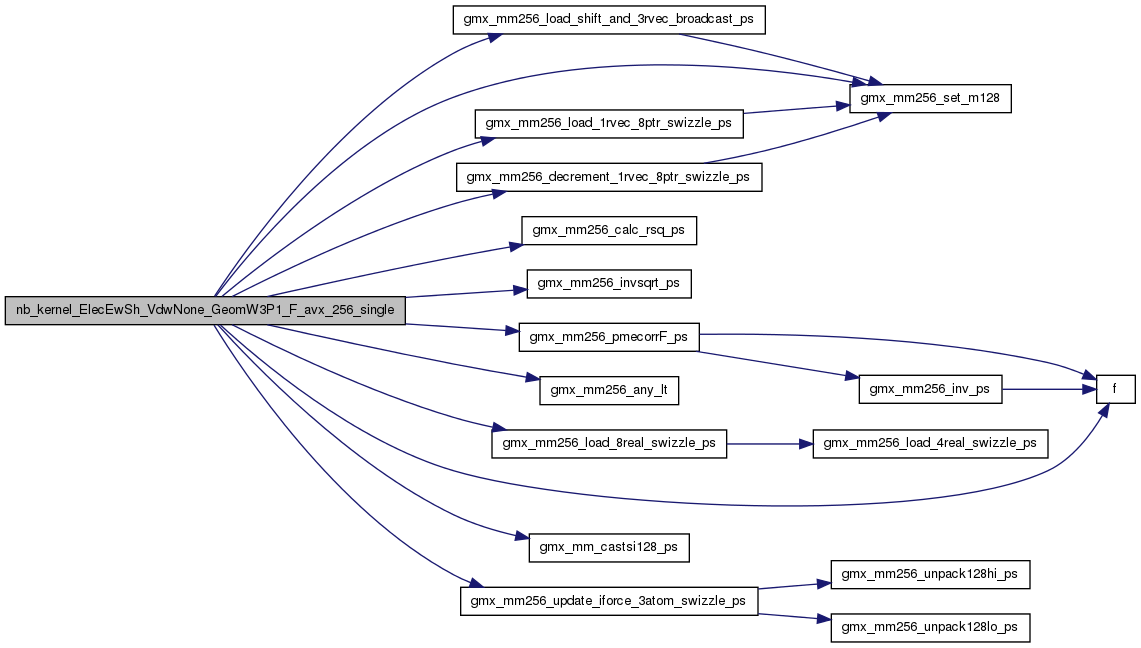 gmx_mm256_load_shift_and_3rvec_broadcast_ps
gmx_mm256_set_m128
gmx_mm256_load_1rvec_8ptr_swizzle_ps
gmx_mm256_decrement_1rvec_8ptr_swizzle_ps
gmx_mm256_calc_rsq_ps
gmx_mm256_invsqrt_ps
nb_kernel_ElecEwSh_VdwNone_GeomW3P1_F_avx_256_single
gmx_mm256_pmecorrF_ps
gmx_mm256_any_lt
gmx_mm256_inv_ps
f
gmx_mm256_load_8real_swizzle_ps
gmx_mm256_load_4real_swizzle_ps
gmx_mm_castsi128_ps
gmx_mm256_unpack128hi_ps
gmx_mm256_update_iforce_3atom_swizzle_ps
gmx_mm256_unpack128lo_ps